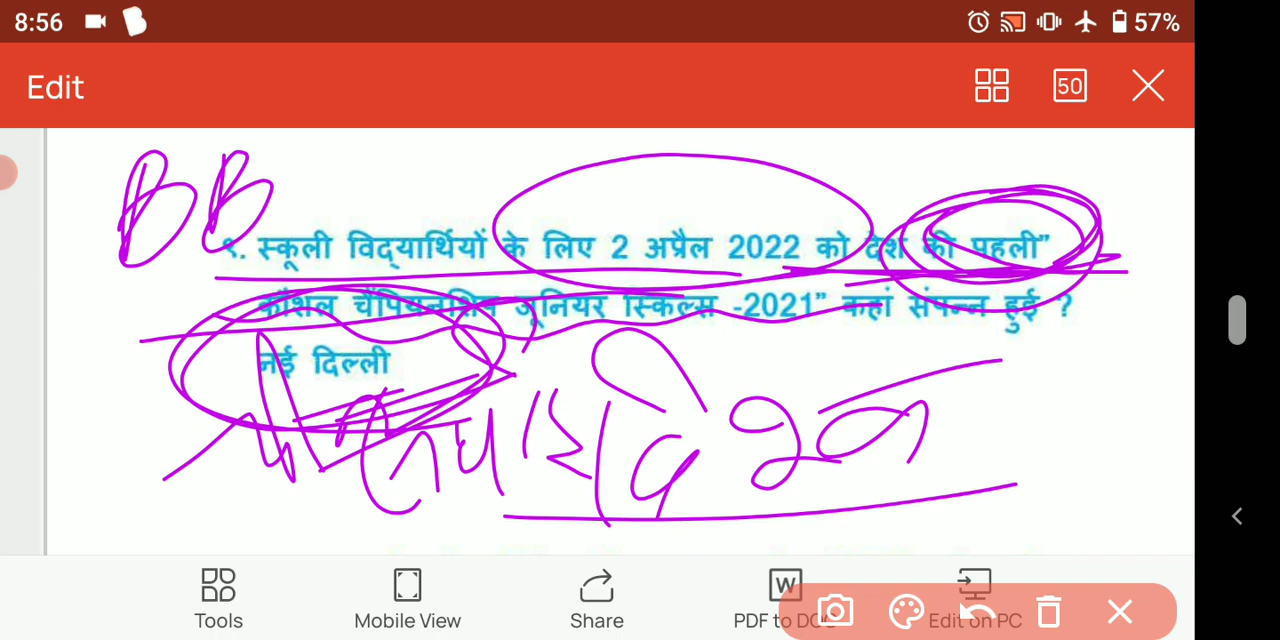 8:56 57%
Edit 50
B B
१. स्कूली विद्यार्थियों के लिए 2 अप्रैल 2022 को देश की पहली”
कौशल चैंपियनशिप जूनियर स्किल्स -2021” कहां संपन्न हुई ?
नई दिल्ली
Tools Mobile View Share PDF to DOC Edit on PC